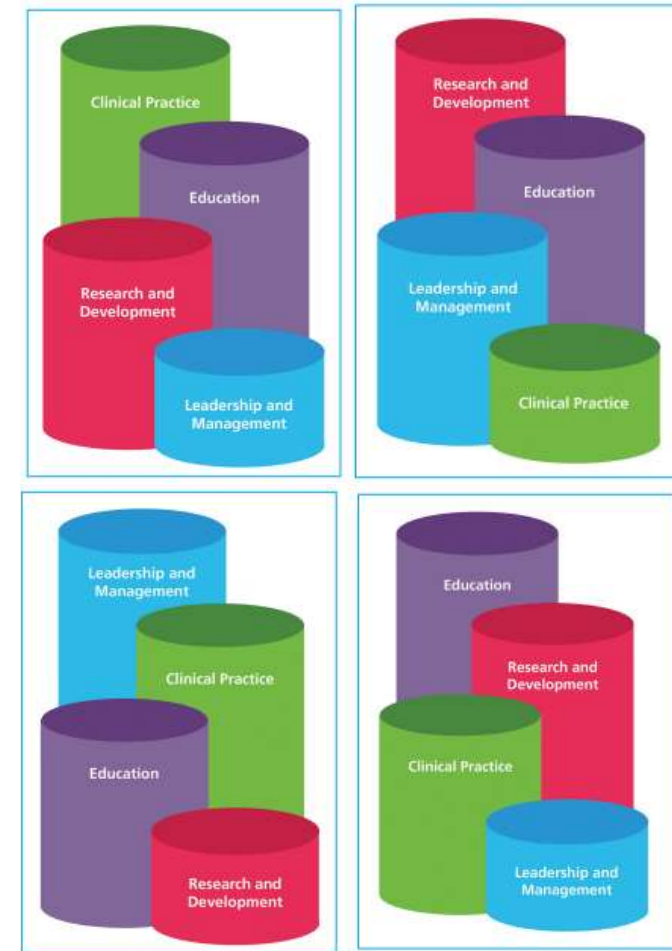 Clinical Practice
Education
Research and
Development
Leadership and
Management
Research and
Development
Education
Leadership and
Management
Clinical Practice
Leadership and
Management
Clinical Practice
Education
Research and
Development
Education
Research and
Development
Clinical Practice
Leadership and
Management